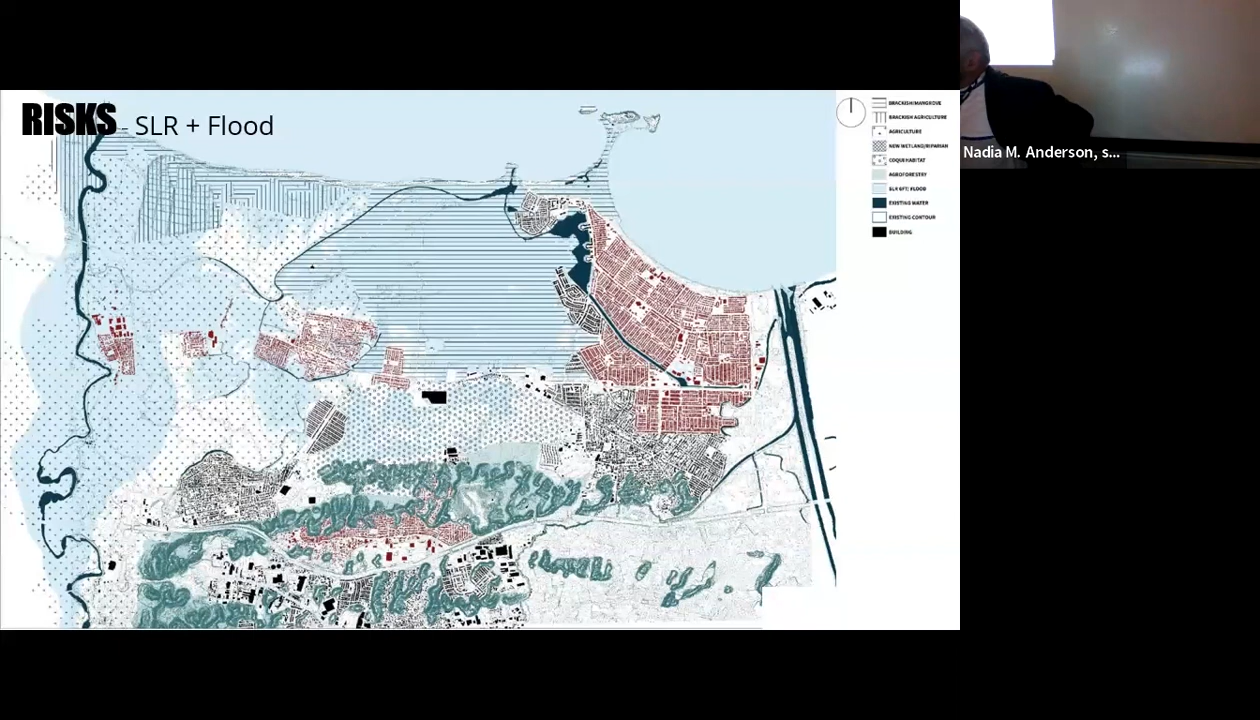 RISKS - SLR + Flood
BRACKISH/MANGROVE
BRACKISH AGRICULTURE
AGRICULTURE
NEW WETLAND/RIPARIAN
COQUI HABITAT
AGROFORESTRY
SLR 6FT/ FLOOD
EXISTING WATER
EXISTING CONTOUR
BUILDING
Nadia M. Anderson, s...